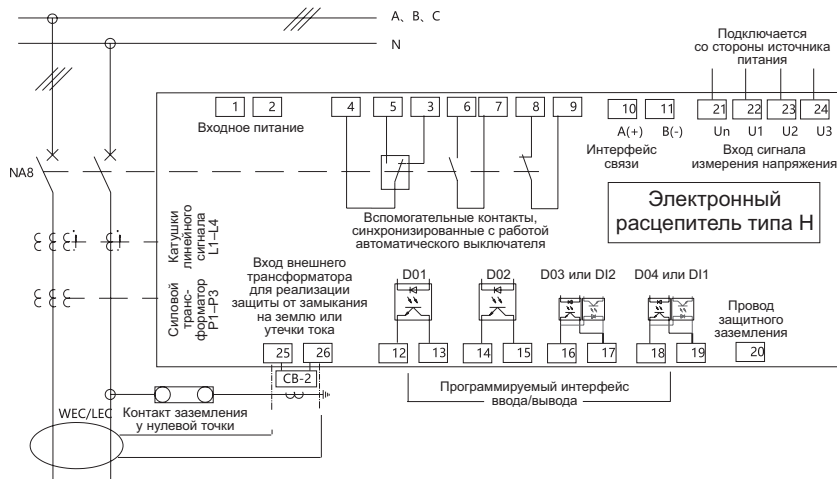 A、B、C
N
Подключается
со стороны источника
питания
1 2 4 5 3 6 7 8 9 10 11 21 22 23 24
A(+) B(-) Un U1 U2 U3
Входное питание
Интерфейс
связи
Вход сигнала
измерения напряжения
NA8
Электронный
расцепитель типа Н
Вспомогательные контакты,
синхронизированные с работой
автоматического выключателя
Катушки
линейного
сигнала
L1–L4
Силовой
транс-
форматор
P1–P3
Вход внешнего
трансформатора
для реализации
защиты от замыкания
на землю или
утечки тока
D01 D02 D03 или DI2 D04 или DI1
Провод
защитного
заземления
25 26 12 13 14 15 16 17 18 19 20
CB-2
Программируемый интерфейс
ввода/вывода
WEC/LEC
Контакт заземления
у нулевой точки